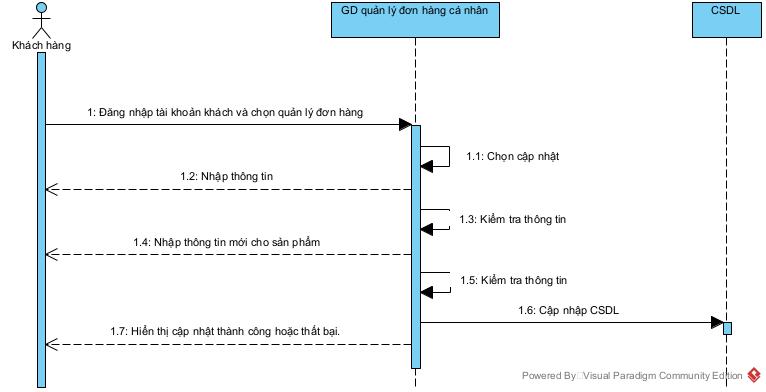 GD quản lý đơn hàng cá nhân
CSDL
Khách hàng
1: Đăng nhập tài khoản khách và chọn quản lý đơn hàng
1.1: Chọn cập nhật
1.2: Nhập thông tin
1.3: Kiểm tra thông tin
1.4: Nhập thông tin mới cho sản phẩm
1.5: Kiểm tra thông tin
1.6: Cập nhập CSDL
1.7: Hiển thị cập nhật thành công hoặc thất bại.
Powered By Visual Paradigm Community Edition